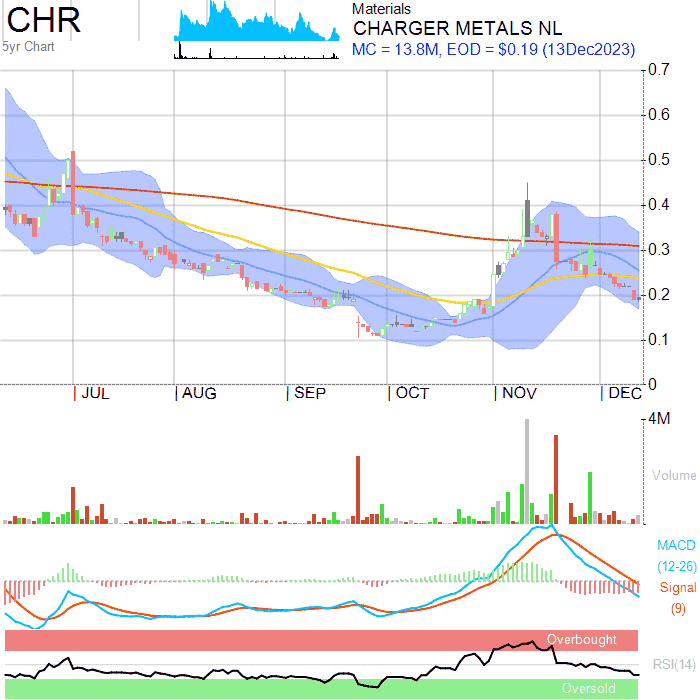 CHR
5yr Chart
Materials
CHARGER METALS NL
MC = 13.8M, EOD = $0.19 (13Dec2023)
0.7
0.6
0.5
0.4
0.3
0.2
0.1
0
JUL AUG SEP OCT NOV DEC
4M
Volume
MACD
(12-26)
Signal
(9)
Overbought
RSI(14)
Oversold